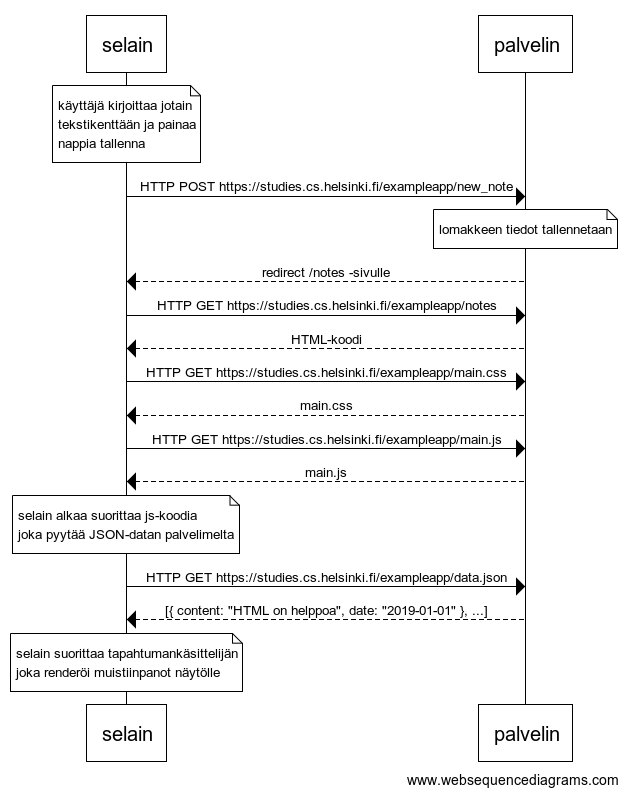 selain
palvelin
käyttäjä kirjoittaa jotain
tekstikenttään ja painaa
nappia tallenna
HTTP POST https://studies.cs.helsinki.fi/exampleapp/new_note
lomakkeen tiedot tallennetaan
redirect /notes -sivulle
HTTP GET https://studies.cs.helsinki.fi/exampleapp/notes
HTML-koodi
HTTP GET https://studies.cs.helsinki.fi/exampleapp/main.css
main.css
HTTP GET https://studies.cs.helsinki.fi/exampleapp/main.js
main.js
selain alkaa suorittaa js-koodia
joka pyytää JSON-datan palvelimelta
HTTP GET https://studies.cs.helsinki.fi/exampleapp/data.json
[{ content: "HTML on helppoa", date: "2019-01-01" }, ...]
selain suorittaa tapahtumankäsittelijän
joka renderöi muistiinpanot näytölle
selain
palvelin
www.websequencediagrams.com